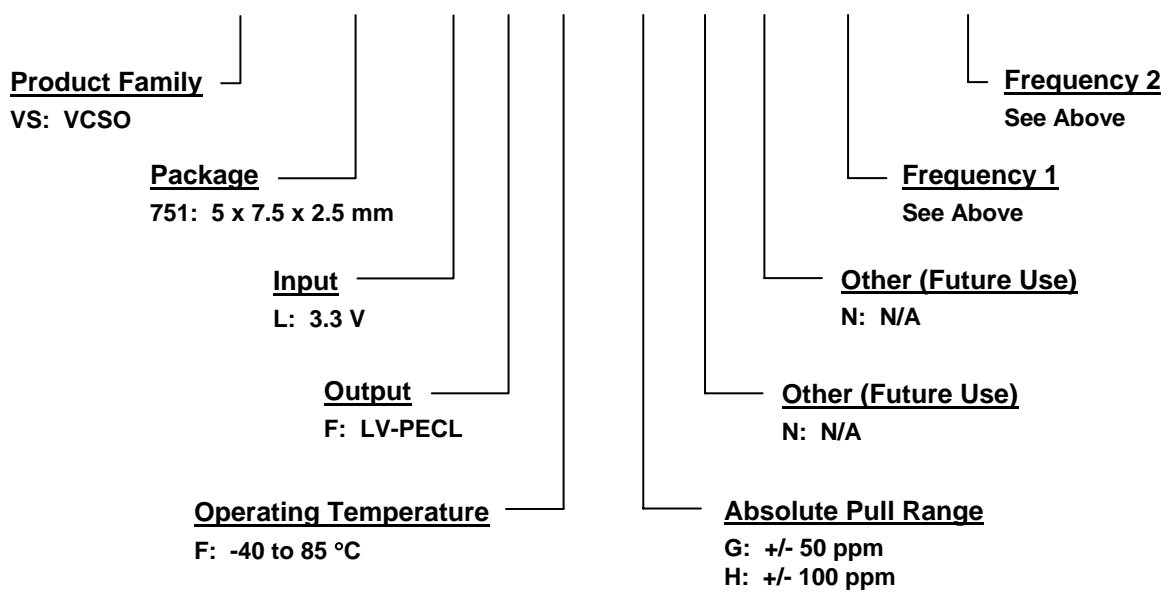 Product Family
VS: VCSO
Frequency 2
See Above
Package
751: 5 x 7.5 x 2.5 mm
Frequency 1
See Above
Input
L: 3.3 V
Other (Future Use)
N: N/A
Output
F: LV-PECL
Other (Future Use)
N: N/A
Operating Temperature
F: -40 to 85 °C
Absolute Pull Range
G: +/- 50 ppm
H: +/- 100 ppm